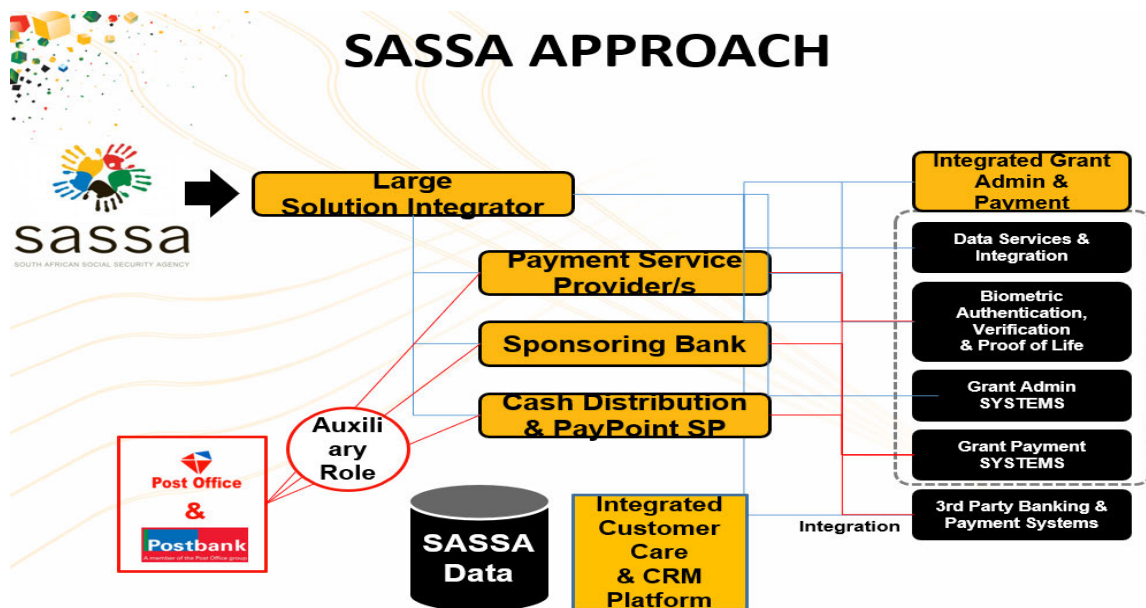 SASSA APPROACH
sassa
SOUTH AFRICAN SOCIAL SECURITY AGENCY
Large
Solution Integrator
Payment Service
Provider/s
Sponsoring Bank
Cash Distribution
& PayPoint SP
Auxili
ary
Role
Post Office
&
Postbank
A member of the Post Office group
SASSA
Data
Integrated
Customer
Care
& CRM
Platform
Integration
Integrated Grant
Admin &
Payment
Data Services &
Integration
Biometric
Authentication,
Verification
& Proof of Life
Grant Admin
SYSTEMS
Grant Payment
SYSTEMS
3rd Party Banking &
Payment Systems